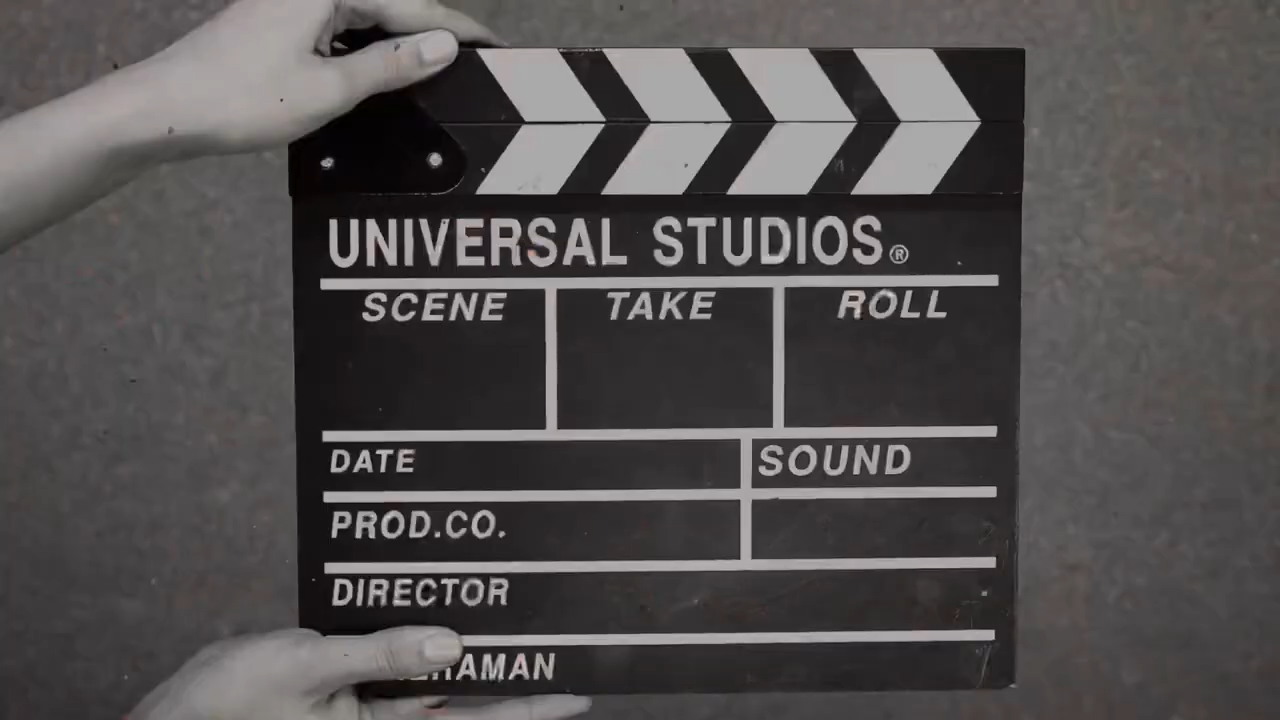 UNIVERSAL STUDIOS®
SCENE TAKE ROLL
DATE SOUND
PROD.CO.
DIRECTOR